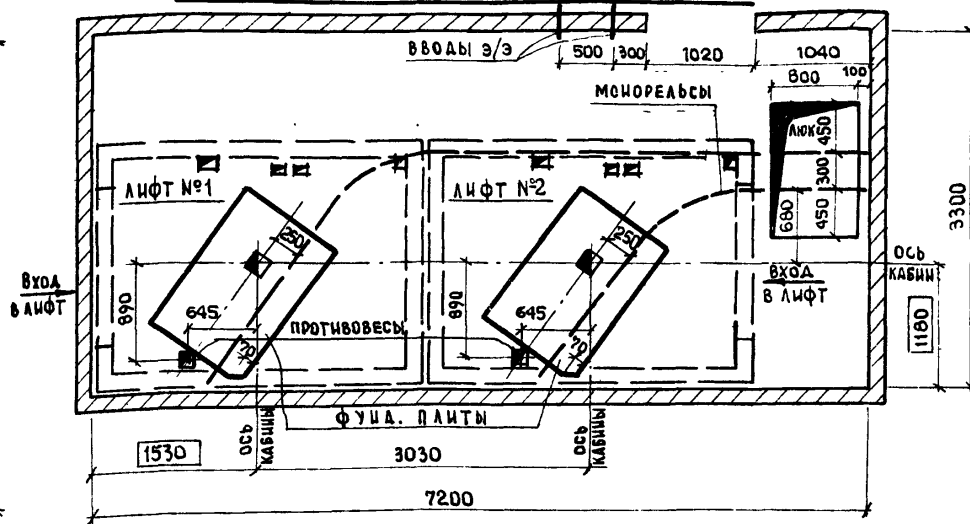 ВВОДЫ Э/Э
500
300
1020
1040
МОНОРЕЛЬСЫ
800
100
ЛЮК
450
300
680
450
3300
ЛИФТ №1
ЛИФТ №2
250
250
ОСЬ
КАБИН
ВХОД
В ЛИФТ
ВХОД
В ЛИФТ
890
645
ПРОТИВОВЕСЫ
890
645
1180
70
70
ФУНД. ПЛИТЫ
1530
ОСЬ
КАБИНЫ
3030
ОСЬ
КАБИНЫ
7200